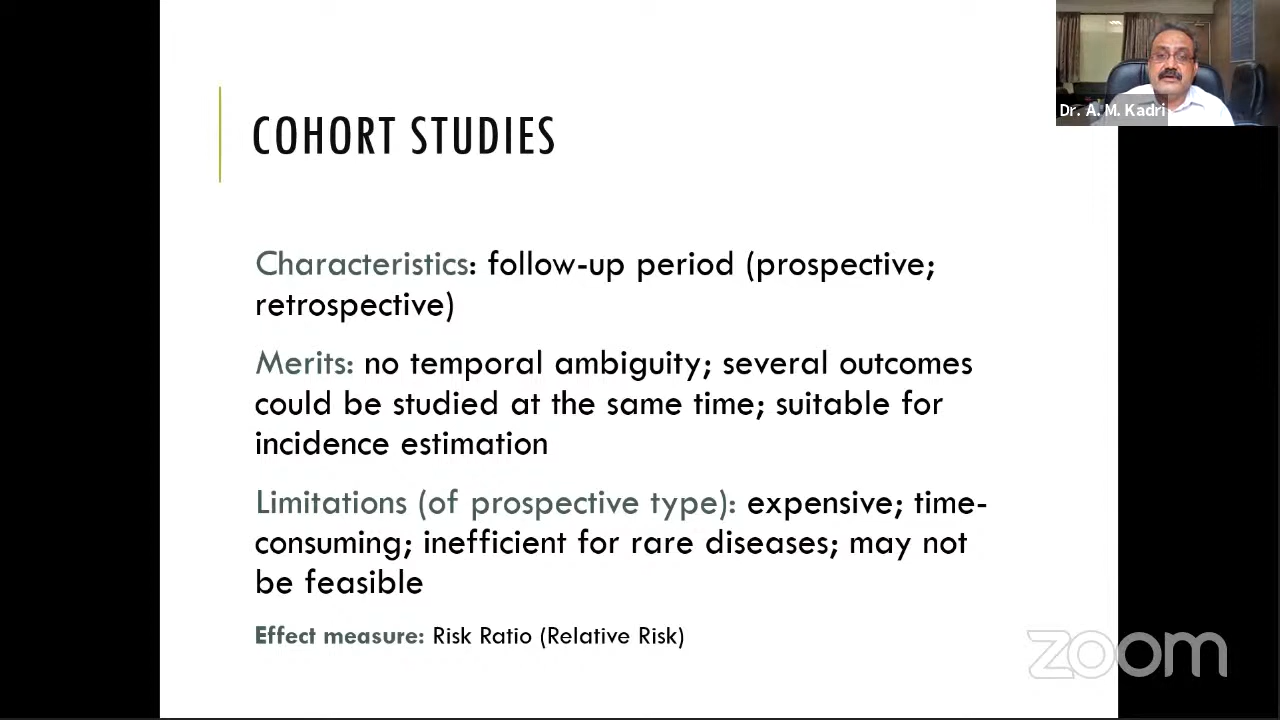 COHORT STUDIES
Characteristics: follow-up period (prospective;
retrospective)
Merits: no temporal ambiguity; several outcomes
could be studied at the same time; suitable for
incidence estimation
Limitations (of prospective type): expensive; time-
consuming; inefficient for rare diseases; may not
be feasible
Effect measure: Risk Ratio (Relative Risk)
Dr. A. M. Kadri
zoom